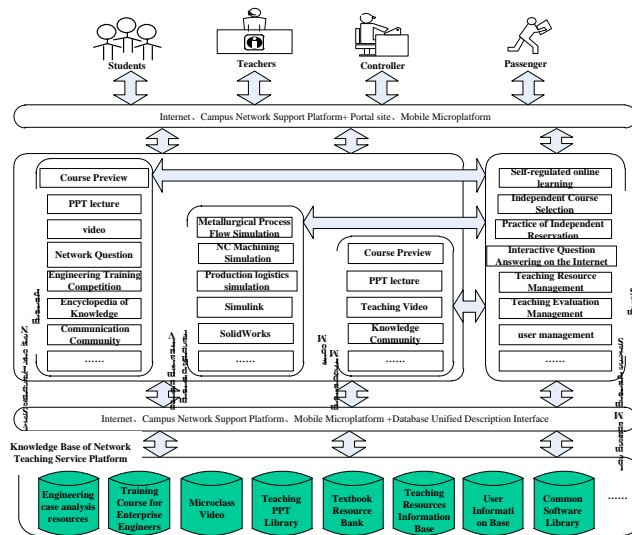 Students
Teachers
Controller
Passenger
Internet、Campus Network Support Platform+ Portal site、Mobile Microplatform
Course Preview
PPT lecture
video
Network Question
Engineering Training
Competition
Encyclopedia of
Knowledge
Communication
Community
......
Metallurgical Process
Flow Simulation
NC Machining
Simulation
Production logistics
simulation
Simulink
SolidWorks
......
Course Preview
PPT lecture
Teaching Video
Knowledge
Community
......
Self-regulated online
learning
Independent Course
Selection
Practice of Independent
Reservation
Interactive Question
Answering on the Internet
Teaching Resource
Management
Teaching Evaluation
Management
user management
......
Internet、Campus Network Support Platform、Mobile Microplatform +Database Unified Description Interface
Knowledge Base of Network
Teaching Service Platform
Engineering
case analysis
resources
Training
Course for
Enterprise
Engineers
Microclass
Video
Teaching
PPT
Library
Textbook
Resource
Bank
Teaching
Resources
Information
Base
User
Informati
on Base
Common
Software
Library
......